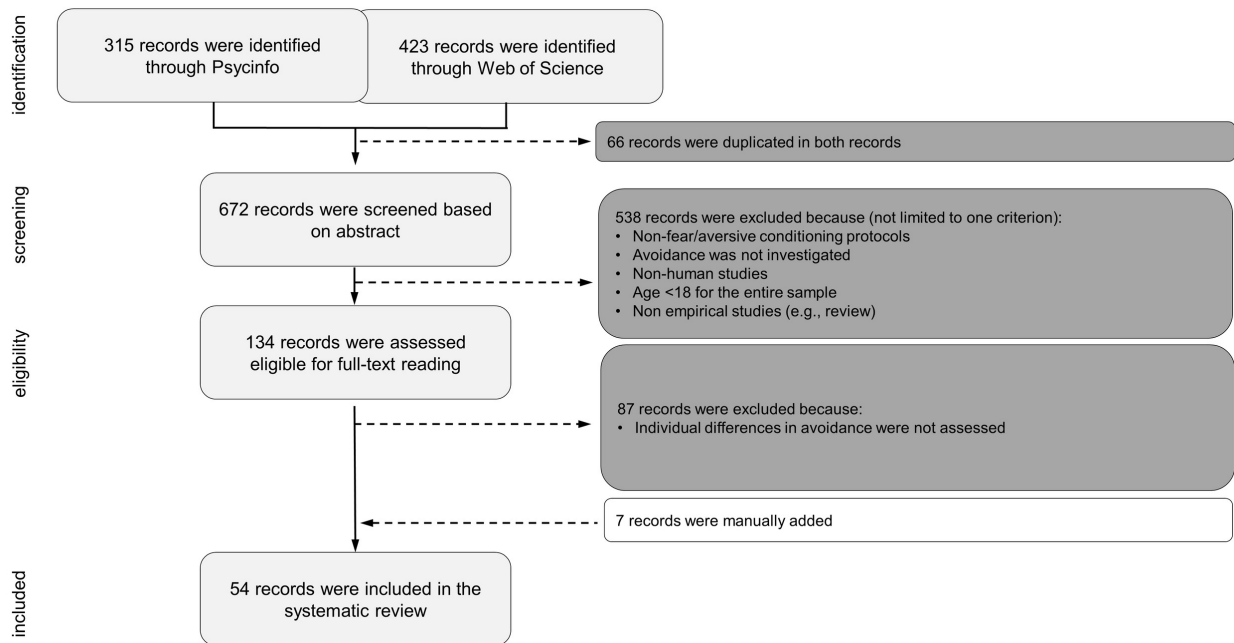 identification
315 records were identified
through Psycinfo
423 records were identified
through Web of Science
66 records were duplicated in both records
screening
672 records were screened based
on abstract
538 records were excluded because (not limited to one criterion):
• Non-fear/aversive conditioning protocols
• Avoidance was not investigated
• Non-human studies
• Age <18 for the entire sample
• Non empirical studies (e.g., review)
eligibility
134 records were assessed
eligible for full-text reading
87 records were excluded because:
• Individual differences in avoidance were not assessed
7 records were manually added
included
54 records were included in the
systematic review